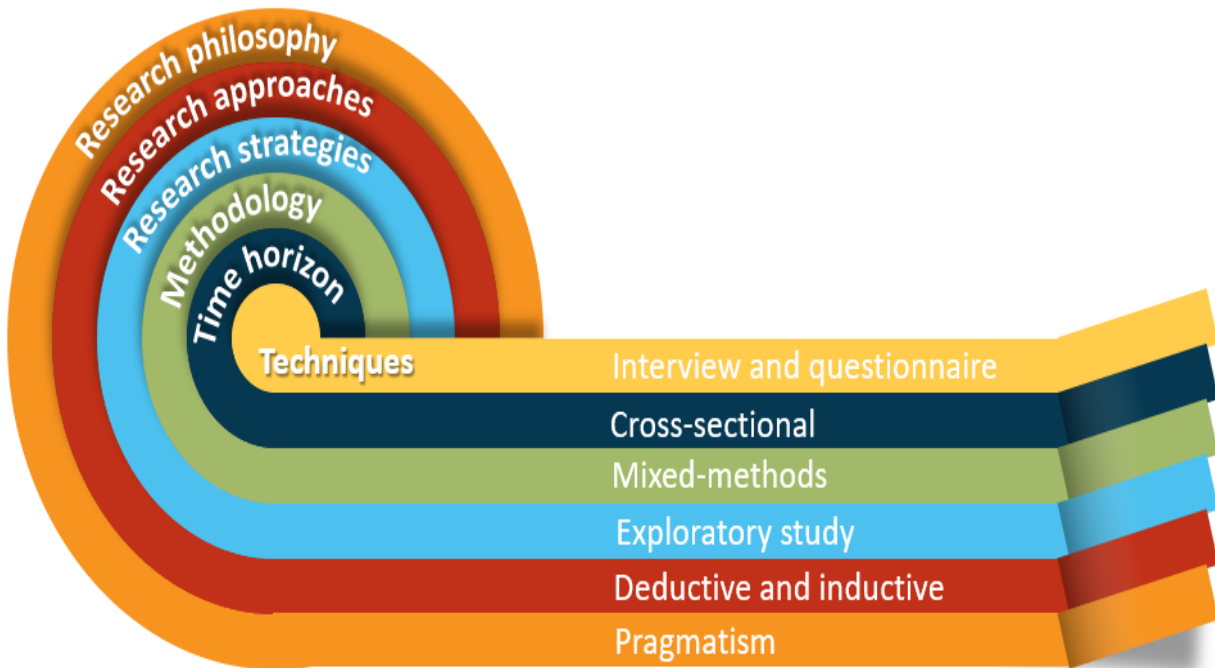 Research philosophy
Research approaches
Research strategies
Methodology
Time horizon
Techniques
Interview and questionnaire
Cross-sectional
Mixed-methods
Exploratory study
Deductive and inductive
Pragmatism